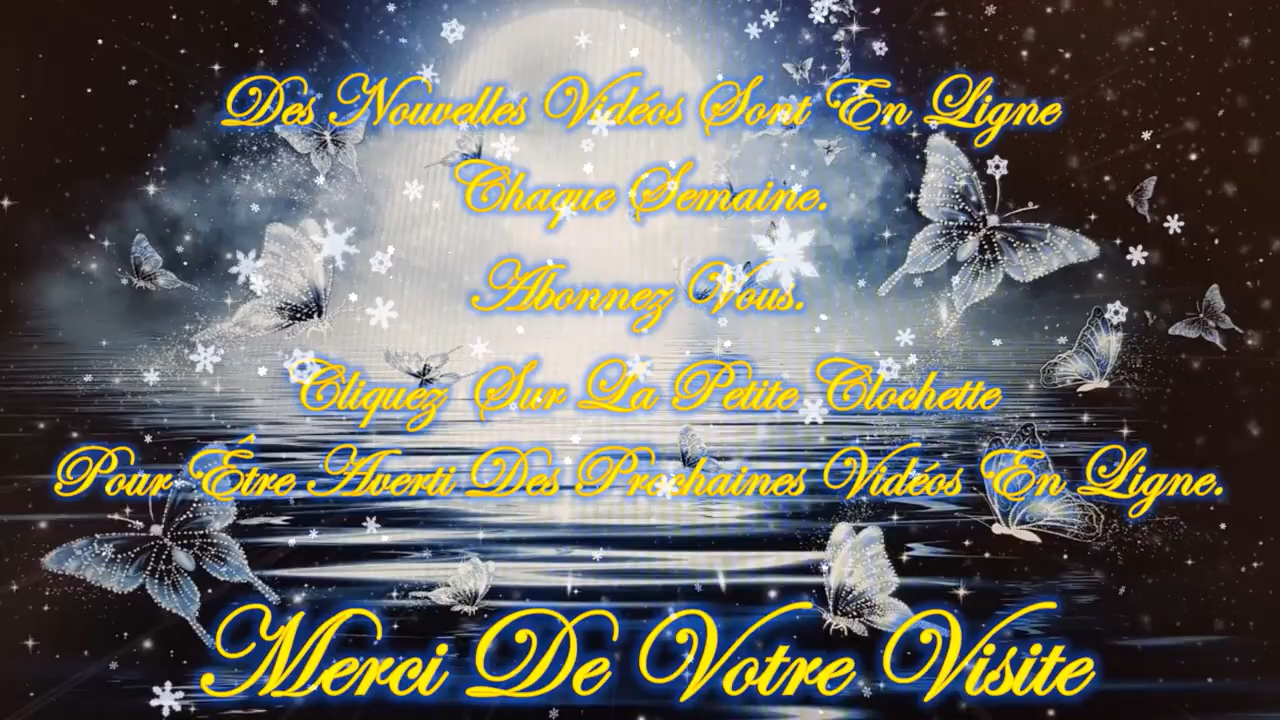 Des Nouvelles Vidéos Sont En Ligne
Chaque Semaine.
Abonnez Vous.
Cliquez Sur La Petite Clochette
Pour Être Averti Des Prochaines Vidéos En Ligne.
Merci De Votre Visite